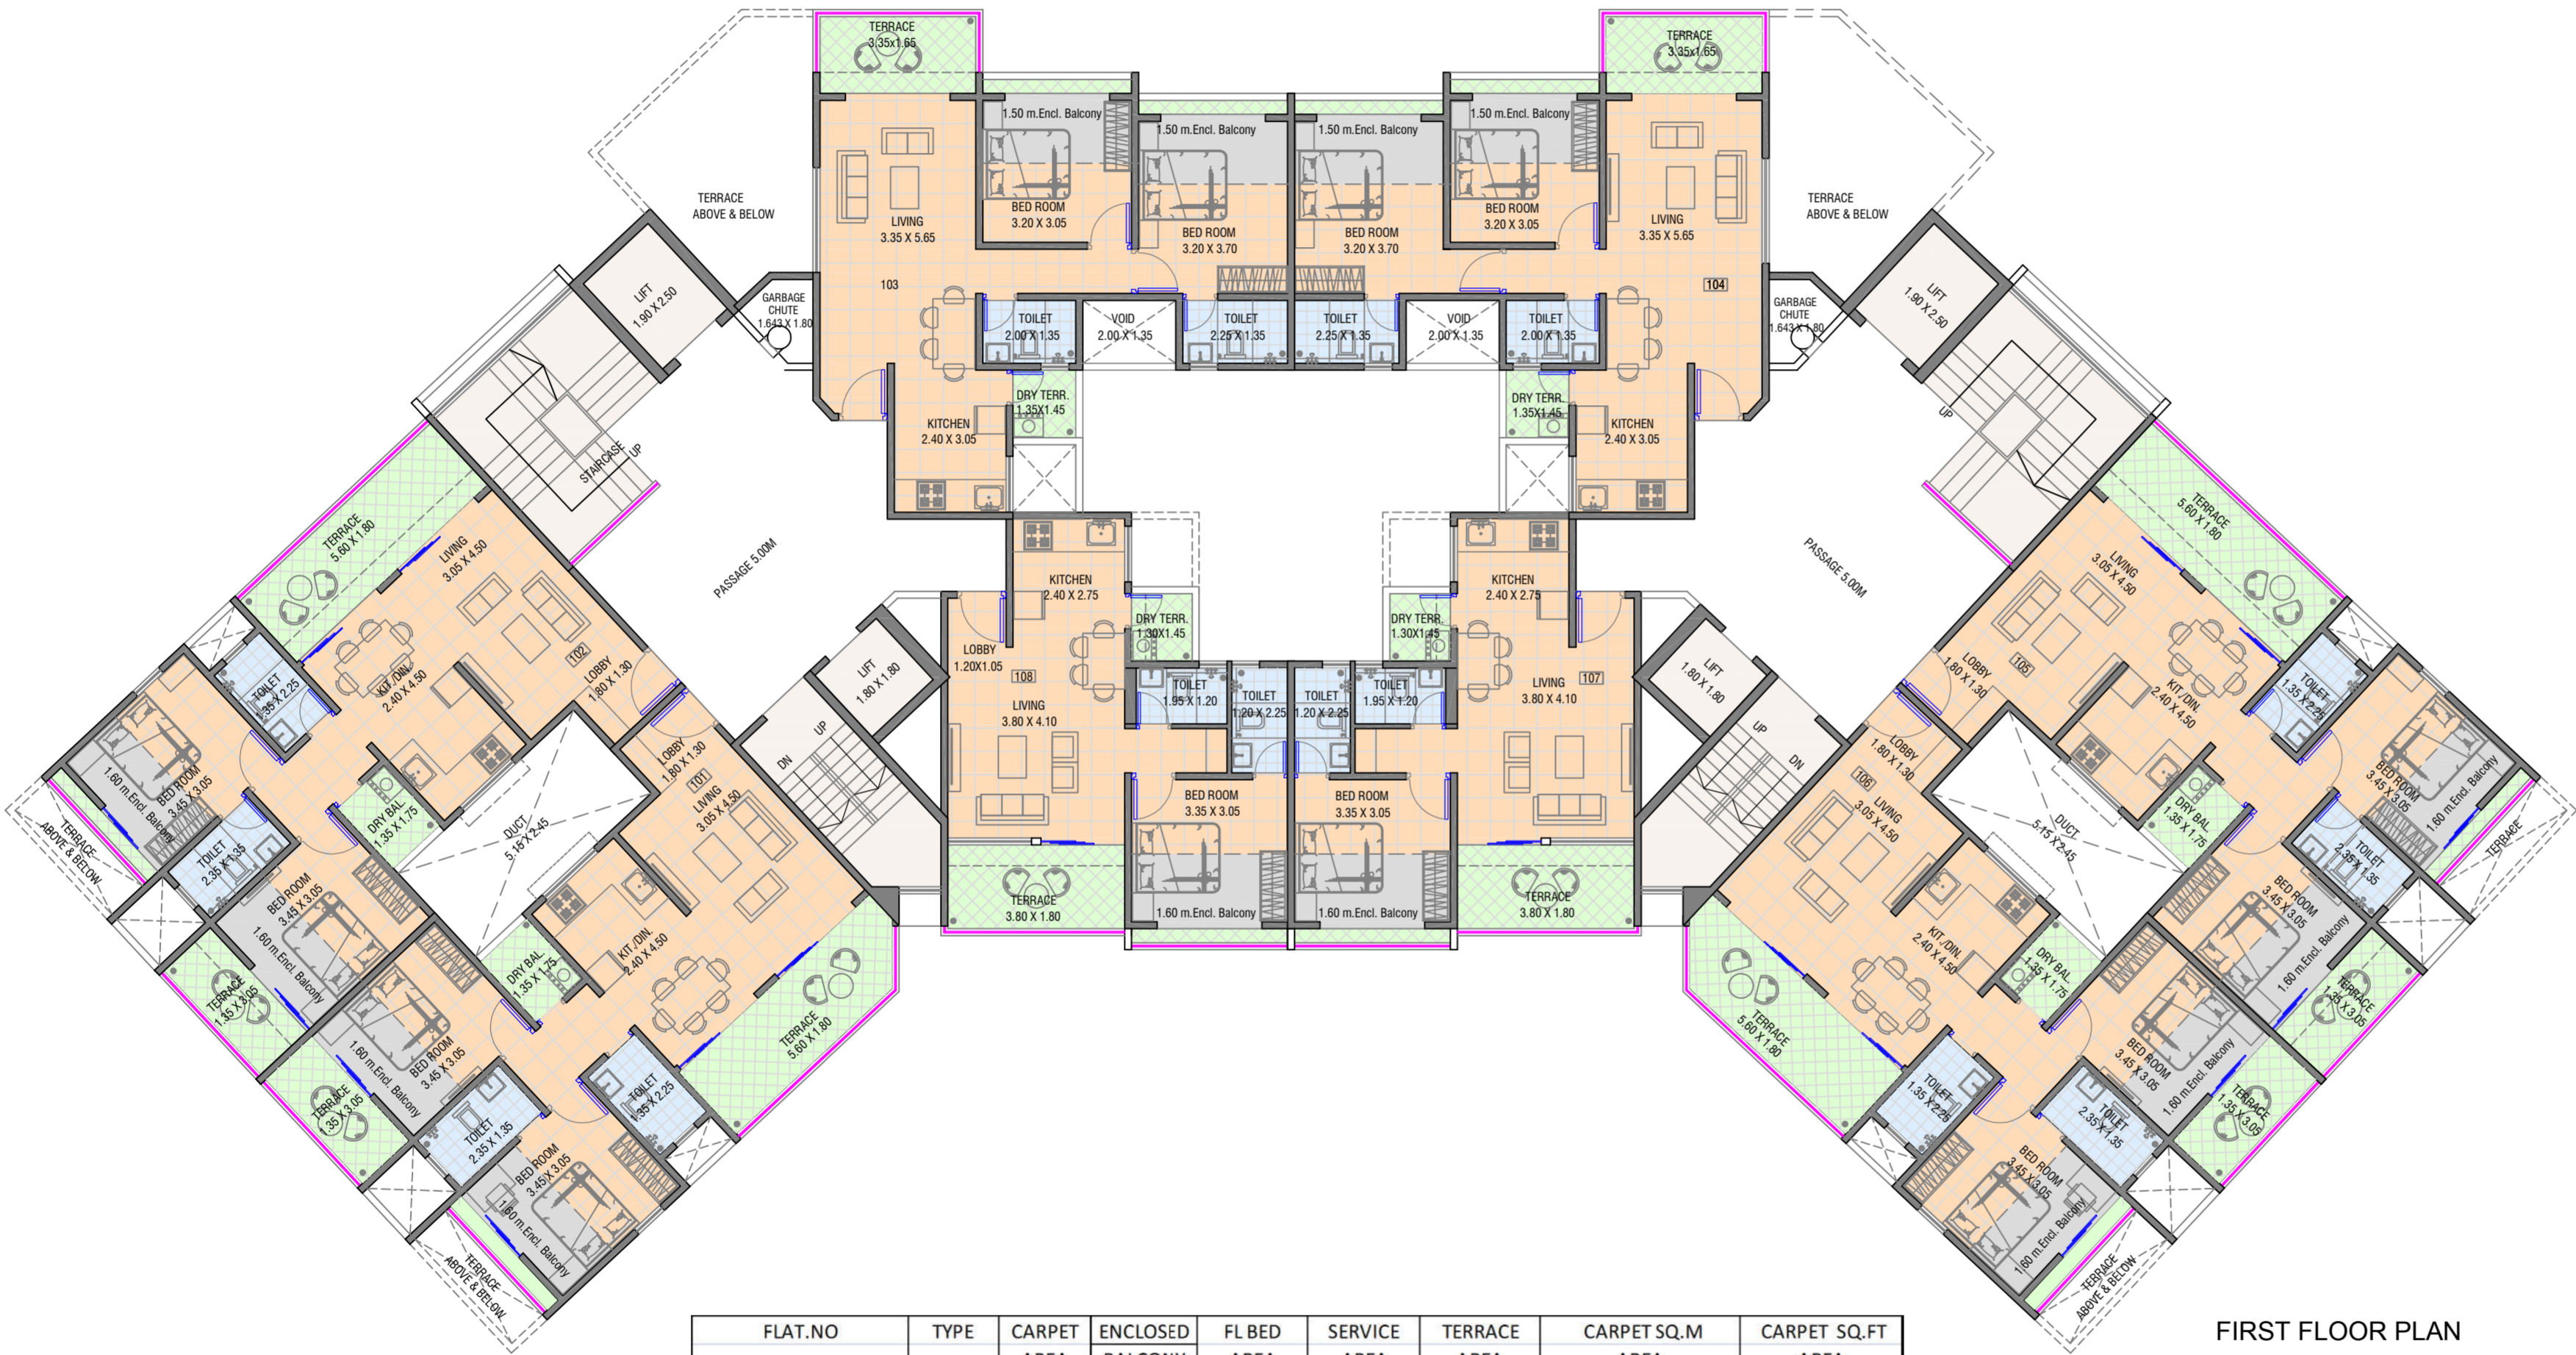 TERRACE
3.35x1.65
TERRACE
3.35x1.65
1.50 m.Encl. Balcony
1.50 m.Encl. Balcony
1.50 m.Encl. Balcony
1.50 m.Encl. Balcony
TERRACE
ABOVE & BELOW
BED ROOM
3.20 X 3.05
LIVING
3.35 X 5.65
BED ROOM
3.20 X 3.70
BED ROOM
3.20 X 3.70
BED ROOM
3.20 X 3.05
LIVING
3.35 X 5.65
TERRACE
ABOVE & BELOW
LIFT
1.90 X 2.50
GARBAGE
CHUTE
1.643 X 1.80
103
104
GARBAGE
CHUTE
1.643 X 1.80
LIFT
1.90 X 2.50
TOILET
2.00 X 1.35
VOID
2.00 X 1.35
TOILET
2.25 X 1.35
TOILET
2.25 X 1.35
VOID
2.00 X 1.35
TOILET
2.00 X 1.35
DRY TERR.
1.35X1.45
DRY TERR.
1.35X1.45
KITCHEN
2.40 X 3.05
KITCHEN
2.40 X 3.05
STAIRCASE
UP
UP
PASSAGE 5.00M
PASSAGE 5.00M
TERRACE
5.60 X 1.80
LIVING
3.05 X 4.50
102
LOBBY
1.80 X 1.30
KIT./DIN.
2.40 X 4.50
TOILET
1.35 X 2.25
BED ROOM
3.45 X 3.05
1.60 m.Encl. Balcony
TERRACE
ABOVE & BELOW
TOILET
2.35 X 1.35
DRY BAL.
1.35 X 1.75
DUCT
5.15 X 2.45
BED ROOM
3.45 X 3.05
1.60 m.Encl. Balcony
TERRACE
1.35 X 3.05
LOBBY
1.80 X 1.30
101
LIVING
3.05 X 4.50
KIT./DIN.
2.40 X 4.50
DRY BAL.
1.35 X 1.75
TERRACE
5.60 X 1.80
BED ROOM
3.45 X 3.05
1.60 m.Encl. Balcony
TERRACE
1.35 X 3.05
TOILET
2.35 X 1.35
TOILET
1.35 X 2.25
BED ROOM
3.45 X 3.05
1.60 m.Encl. Balcony
TERRACE
ABOVE & BELOW
LIFT
1.80 X 1.80
UP
DN
KITCHEN
2.40 X 2.75
DRY TERR.
1.30X1.45
LOBBY
1.20X1.05
108
LIVING
3.80 X 4.10
TOILET
1.95 X 1.20
TOILET
1.20 X 2.25
BED ROOM
3.35 X 3.05
1.60 m.Encl. Balcony
TERRACE
3.80 X 1.80
KITCHEN
2.40 X 2.75
DRY TERR.
1.30X1.45
107
LIVING
3.80 X 4.10
TOILET
1.95 X 1.20
TOILET
1.20 X 2.25
BED ROOM
3.35 X 3.05
1.60 m.Encl. Balcony
TERRACE
3.80 X 1.80
LIFT
1.80 X 1.80
UP
DN
TERRACE
5.60 X 1.80
LIVING
3.05 X 4.50
105
LOBBY
1.80 X 1.30
KIT./DIN.
2.40 X 4.50
TOILET
1.35 X 2.25
BED ROOM
3.45 X 3.05
1.60 m.Encl. Balcony
TERRACE
TOILET
2.35 X 1.35
DRY BAL.
1.35 X 1.75
DUCT
5.15 X 2.45
BED ROOM
3.45 X 3.05
1.60 m.Encl. Balcony
TERRACE
1.35 X 3.05
LOBBY
1.80 X 1.30
106
LIVING
3.05 X 4.50
KIT./DIN.
2.40 X 4.50
DRY BAL.
1.35 X 1.75
TERRACE
5.60 X 1.80
BED ROOM
3.45 X 3.05
1.60 m.Encl. Balcony
TERRACE
1.35 X 3.05
TOILET
1.35 X 2.25
TOILET
2.35 X 1.35
BED ROOM
3.45 X 3.05
1.60 m.Encl. Balcony
TERRACE
ABOVE & BELOW
FLAT.NO TYPE CARPET ENCLOSED FL BED SERVICE TERRACE CARPET SQ.M CARPET SQ.FT
FIRST FLOOR PLAN